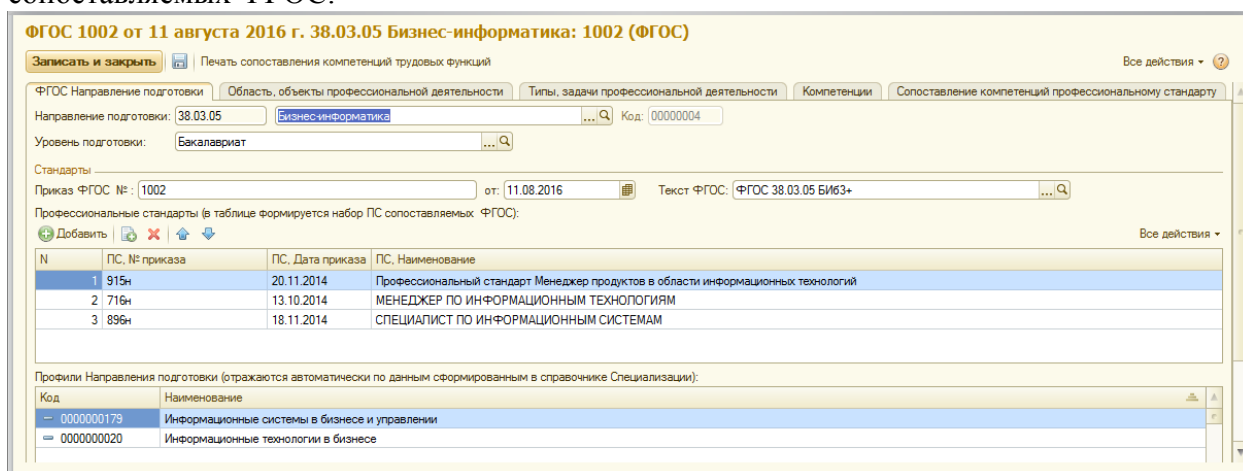 сопоставляемых ФГОС.
ФГОС 1002 от 11 августа 2016 г. 38.03.05 Бизнес-информатика: 1002 (ФГОС)
Записать и закрыть Печать сопоставления компетенций трудовых функций Все действия
ФГОС Направление подготовки Область, объекты профессиональной деятельности Типы, задачи профессиональной деятельности Компетенции Сопоставление компетенций профессиональному стандарту
Направление подготовки: 38.03.05 Бизнес-информатика ... Код: 00000004
Уровень подготовки: Бакалавриат ...
Стандарты
Приказ ФГОС № : 1002 от: 11.08.2016 Текст ФГОС: ФГОС 38.03.05 БИб3+ ...
Профессиональные стандарты (в таблице формируется набор ПС сопоставляемых ФГОС):
Добавить Все действия
N ПС, № приказа ПС, Дата приказа ПС, Наименование
1 915н 20.11.2014 Профессиональный стандарт Менеджер продуктов в области информационных технологий
2 716н 13.10.2014 МЕНЕДЖЕР ПО ИНФОРМАЦИОННЫМ ТЕХНОЛОГИЯМ
3 896н 18.11.2014 СПЕЦИАЛИСТ ПО ИНФОРМАЦИОННЫМ СИСТЕМАМ
Профили Направления подготовки (отражаются автоматически по данным сформированным в справочнике Специализации):
Код Наименование
0000000179 Информационные системы в бизнесе и управлении
0000000020 Информационные технологии в бизнесе